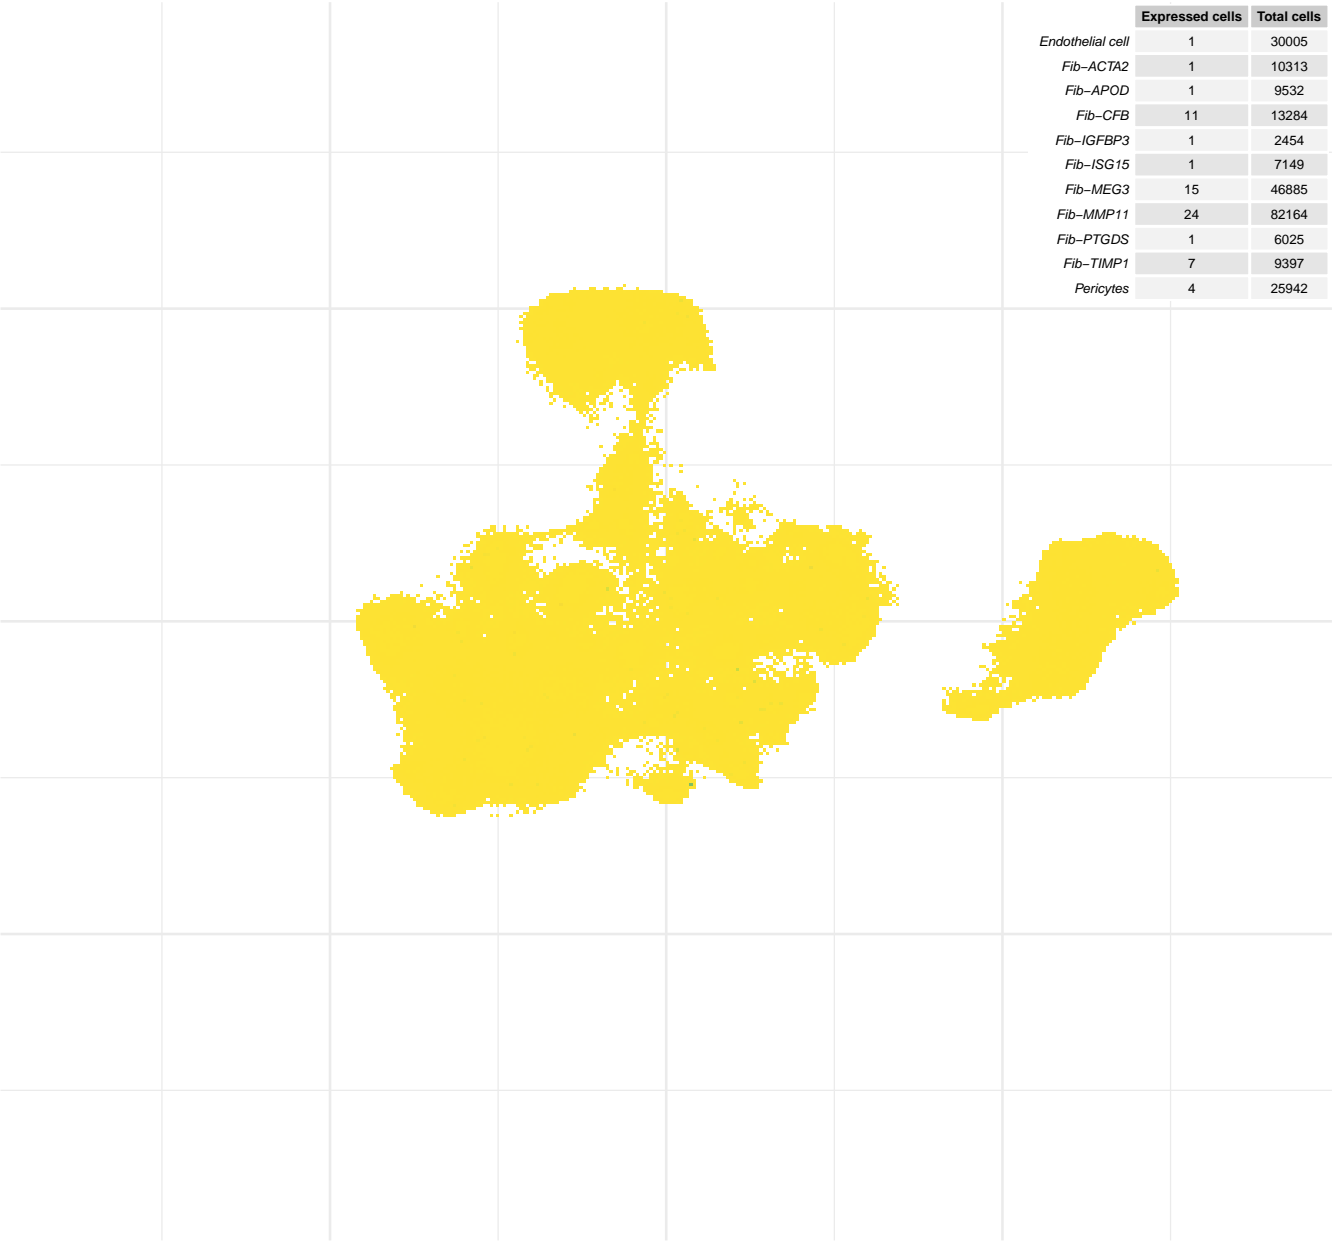 Expressed cells Total cells
Endothelial cell 1 30005
Fib−ACTA2 1 10313
Fib−APOD 1 9532
Fib−CFB 11 13284
Fib−IGFBP3 1 2454
Fib−ISG15 1 7149
Fib−MEG3 15 46885
Fib−MMP11 24 82164
Fib−PTGDS 1 6025
Fib−TIMP1 7 9397
Pericytes 4 25942